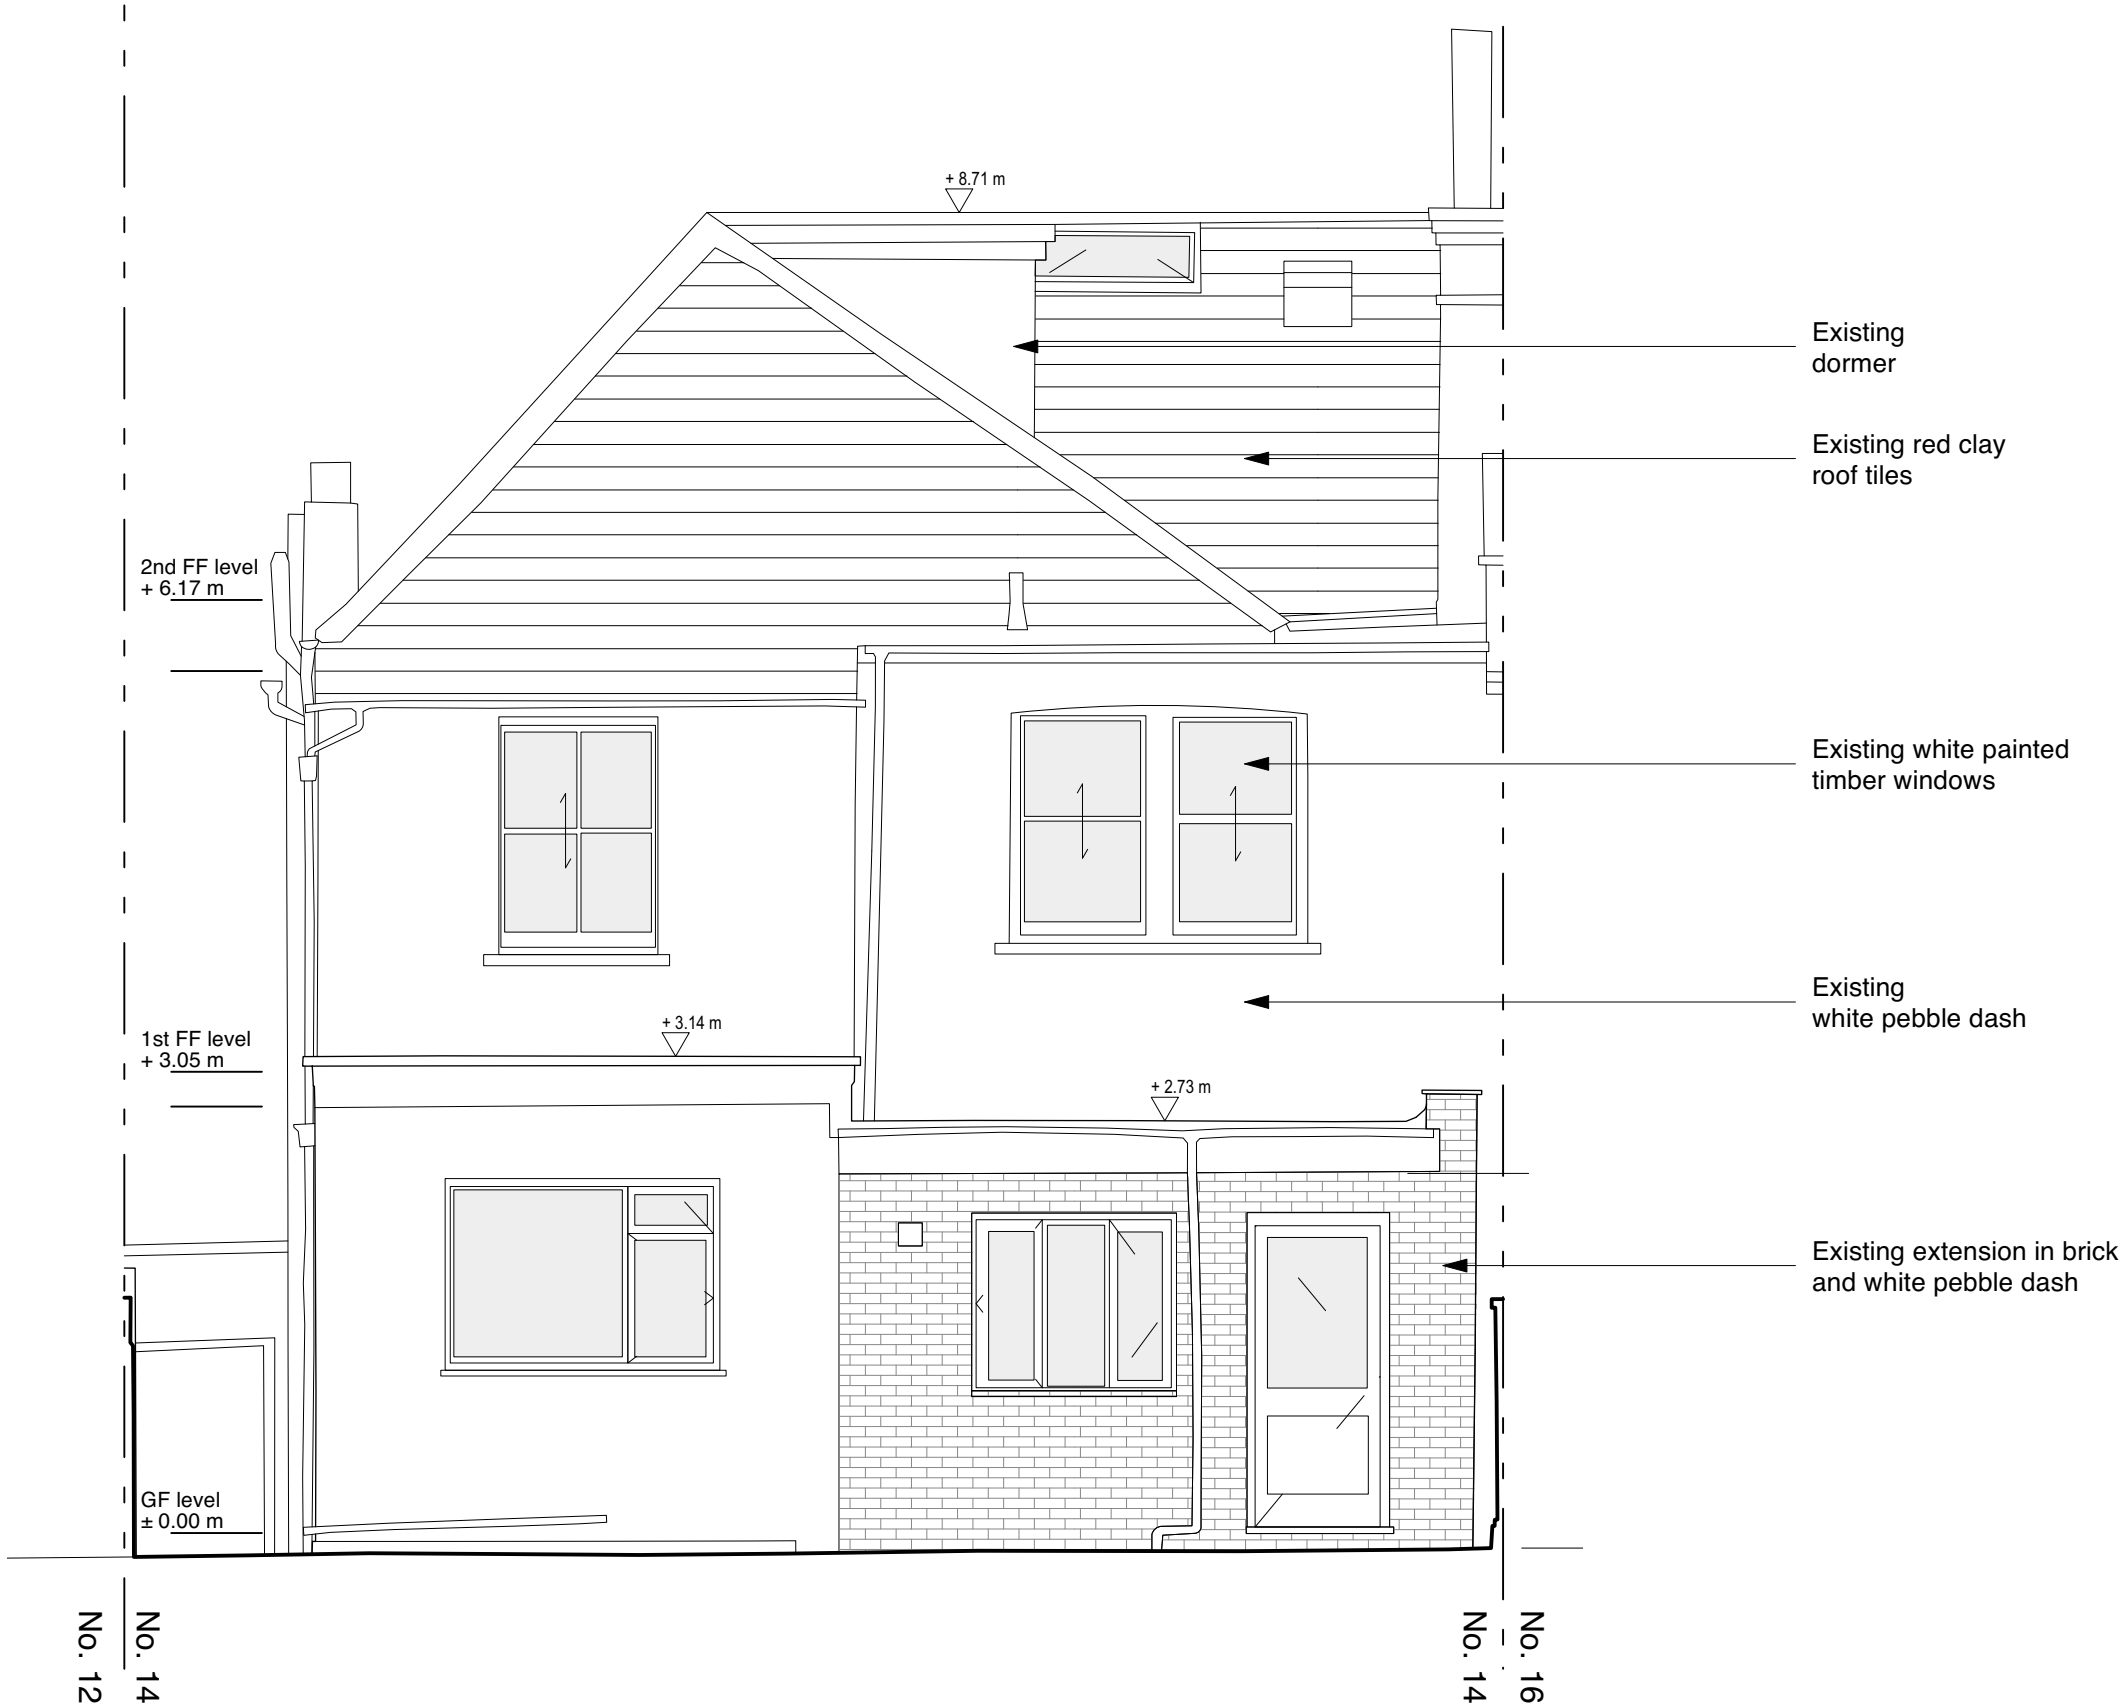 + 8.71 m
Existing
dormer
Existing red clay
roof tiles
2nd FF level
+ 6.17 m
Existing white painted
timber windows
Existing
white pebble dash
+ 3.14 m
1st FF level
+ 3.05 m
+ 2.73 m
Existing extension in brick
and white pebble dash
GF level
± 0.00 m
No. 12
No. 14
No. 14
No. 16